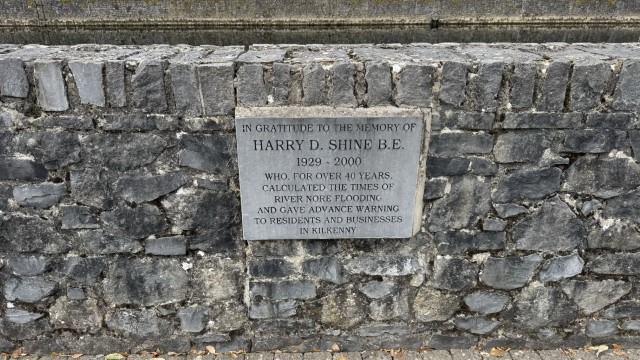 IN GRATITUDE TO THE MEMORY OF
HARRY D. SHINE B.E.
1929 - 2000
WHO, FOR OVER 40 YEARS,
CALCULATED THE TIMES OF
RIVER NORE FLOODING
AND GAVE ADVANCE WARNING
TO RESIDENTS AND BUSINESSES
IN KILKENNY